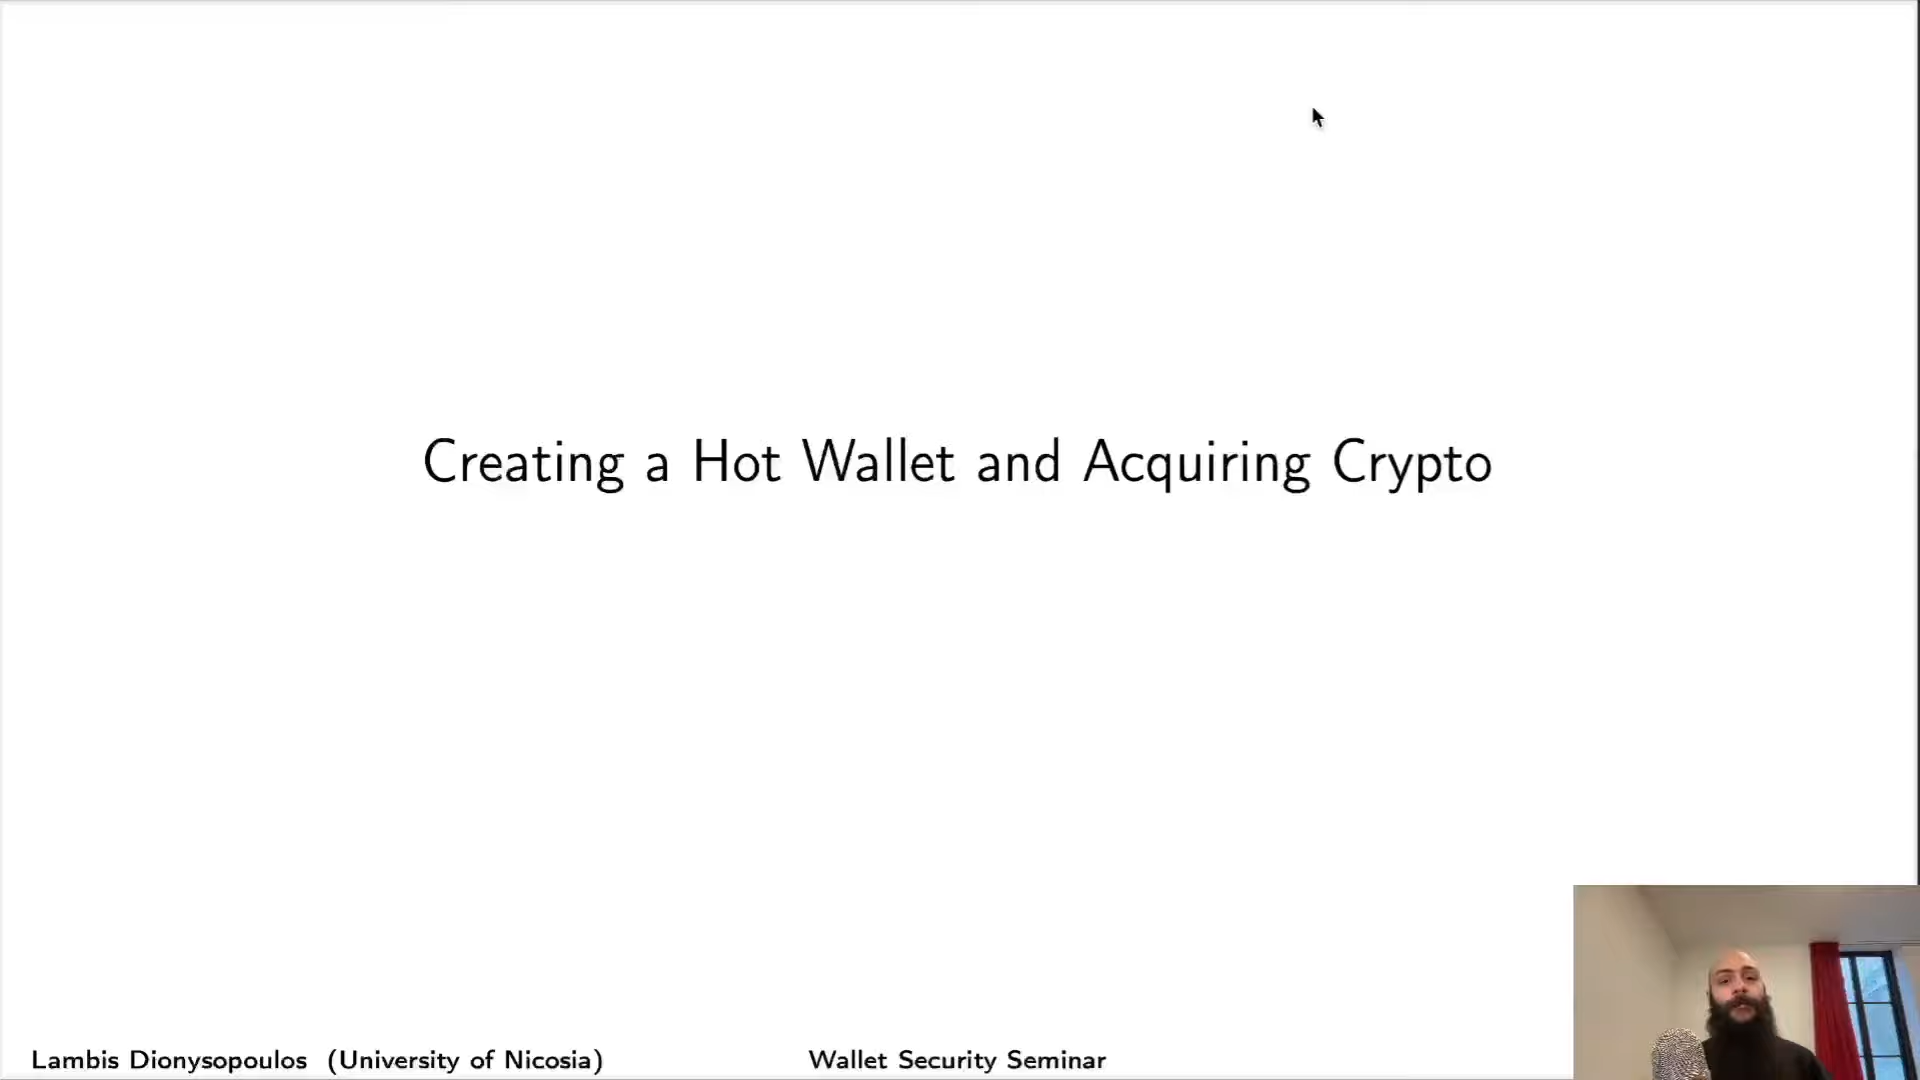 Creating a Hot Wallet and Acquiring Crypto
Lambis Dionysopoulos (University of Nicosia)
Wallet Security Seminar